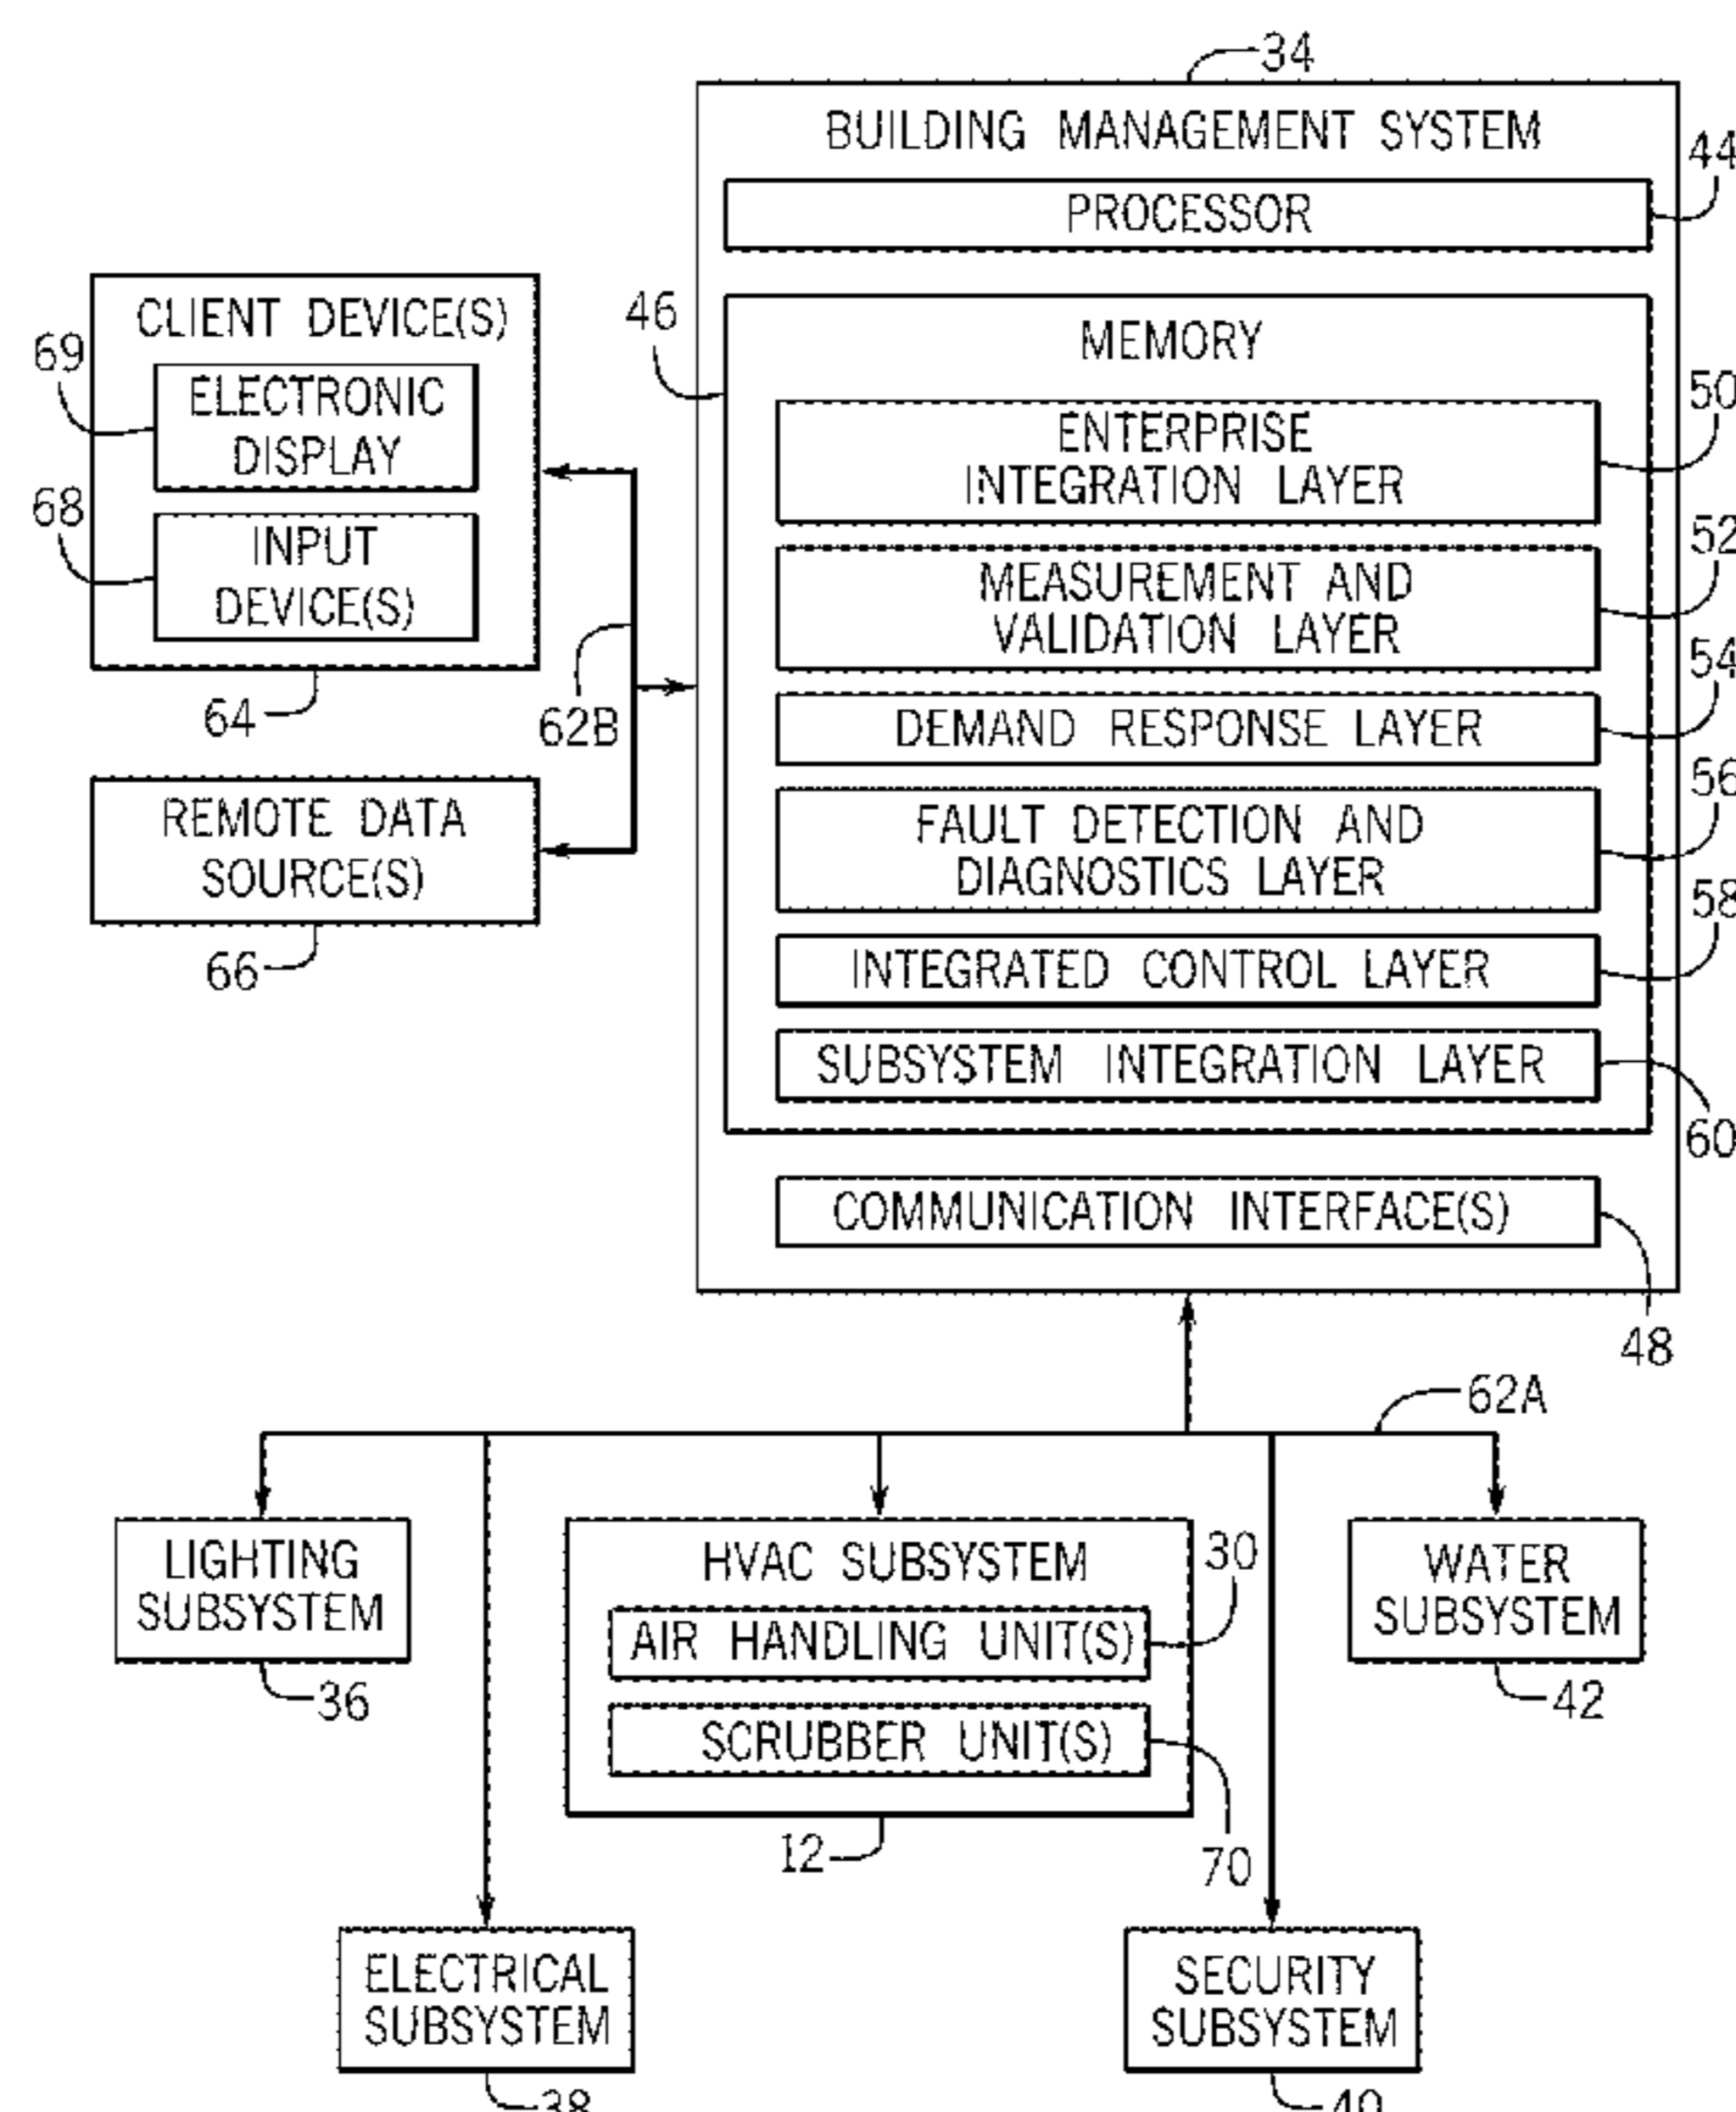 34
BUILDING MANAGEMENT SYSTEM
44
PROCESSOR
46
MEMORY
50
ENTERPRISE
INTEGRATION LAYER
52
MEASUREMENT AND
VALIDATION LAYER
54
DEMAND RESPONSE LAYER
56
FAULT DETECTION AND
DIAGNOSTICS LAYER
58
INTEGRATED CONTROL LAYER
SUBSYSTEM INTEGRATION LAYER
60
COMMUNICATION INTERFACE(S)
48
CLIENT DEVICE(S)
69
ELECTRONIC
DISPLAY
68
INPUT
DEVICE(S)
64
62B
REMOTE DATA
SOURCE(S)
66
62A
LIGHTING
SUBSYSTEM
36
HVAC SUBSYSTEM
30
AIR HANDLING UNIT(S)
SCRUBBER UNIT(S)
12
70
WATER
SUBSYSTEM
42
ELECTRICAL
SUBSYSTEM
38
SECURITY
SUBSYSTEM
40